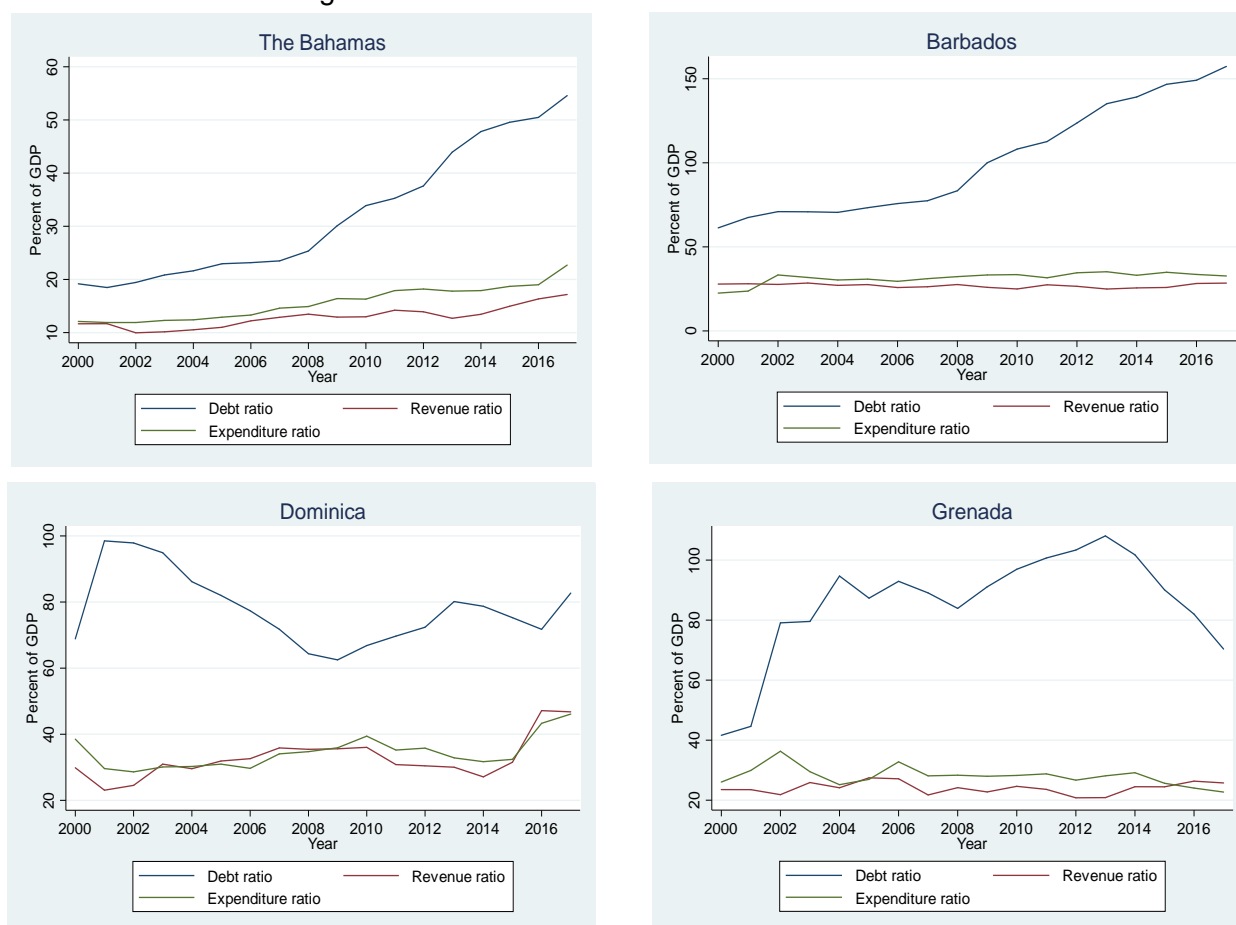 The Bahamas
Percent of GDP
60
50
40
30
20
10
2000 2002 2004 2006 2008 2010 2012 2014 2016
Year
Debt ratio Revenue ratio
Expenditure ratio
Barbados
Percent of GDP
150
100
50
0
2000 2002 2004 2006 2008 2010 2012 2014 2016
Year
Debt ratio Revenue ratio
Expenditure ratio
Dominica
Percent of GDP
100
80
60
40
20
2000 2002 2004 2006 2008 2010 2012 2014 2016
Year
Debt ratio Revenue ratio
Expenditure ratio
Grenada
Percent of GDP
100
80
60
40
20
2000 2002 2004 2006 2008 2010 2012 2014 2016
Year
Debt ratio Revenue ratio
Expenditure ratio